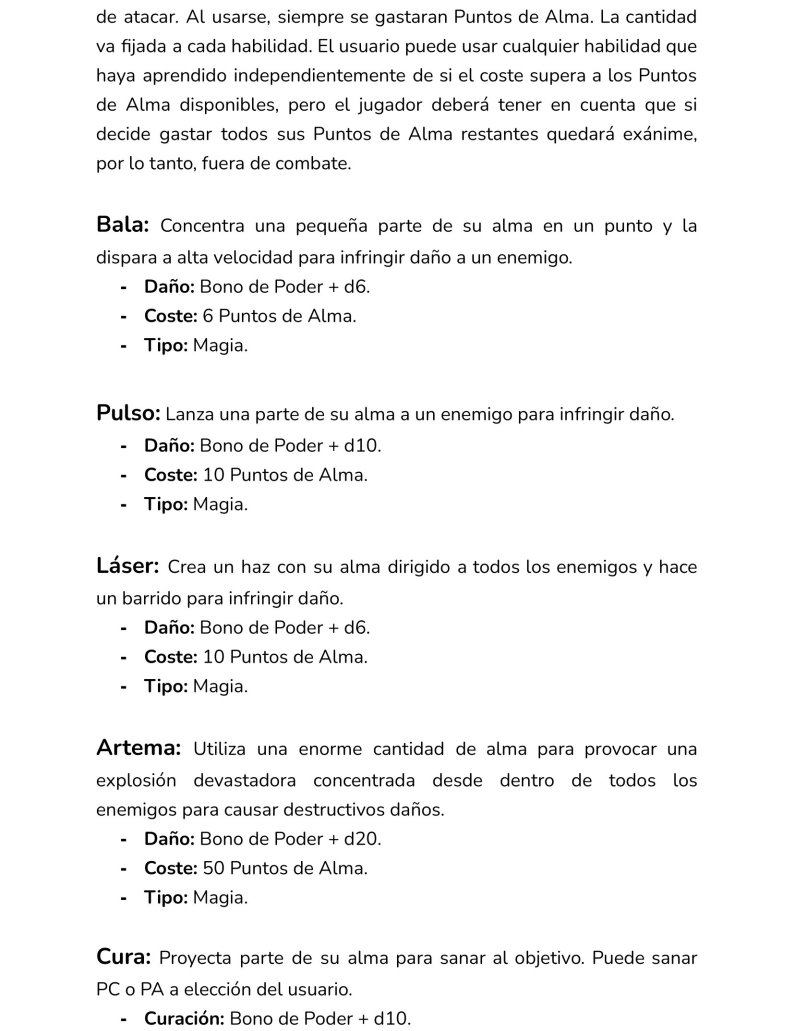 de atacar. Al usarse, siempre se gastaran Puntos de Alma. La cantidad
va fijada a cada habilidad. El usuario puede usar cualquier habilidad que
haya aprendido independientemente de si el coste supera a los Puntos
de Alma disponibles, pero el jugador deberá tener en cuenta que si
decide gastar todos sus Puntos de Alma restantes quedará exánime,
por lo tanto, fuera de combate.
Bala: Concentra una pequeña parte de su alma en un punto y la
dispara a alta velocidad para infringir daño a un enemigo.
- Daño: Bono de Poder + d6.
- Coste: 6 Puntos de Alma.
- Tipo: Magia.
Pulso: Lanza una parte de su alma a un enemigo para infringir daño.
- Daño: Bono de Poder + d10.
- Coste: 10 Puntos de Alma.
- Tipo: Magia.
Láser: Crea un haz con su alma dirigido a todos los enemigos y hace
un barrido para infringir daño.
- Daño: Bono de Poder + d6.
- Coste: 10 Puntos de Alma.
- Tipo: Magia.
Artema: Utiliza una enorme cantidad de alma para provocar una
explosión devastadora concentrada desde dentro de todos los
enemigos para causar destructivos daños.
- Daño: Bono de Poder + d20.
- Coste: 50 Puntos de Alma.
- Tipo: Magia.
Cura: Proyecta parte de su alma para sanar al objetivo. Puede sanar
PC o PA a elección del usuario.
- Curación: Bono de Poder + d10.